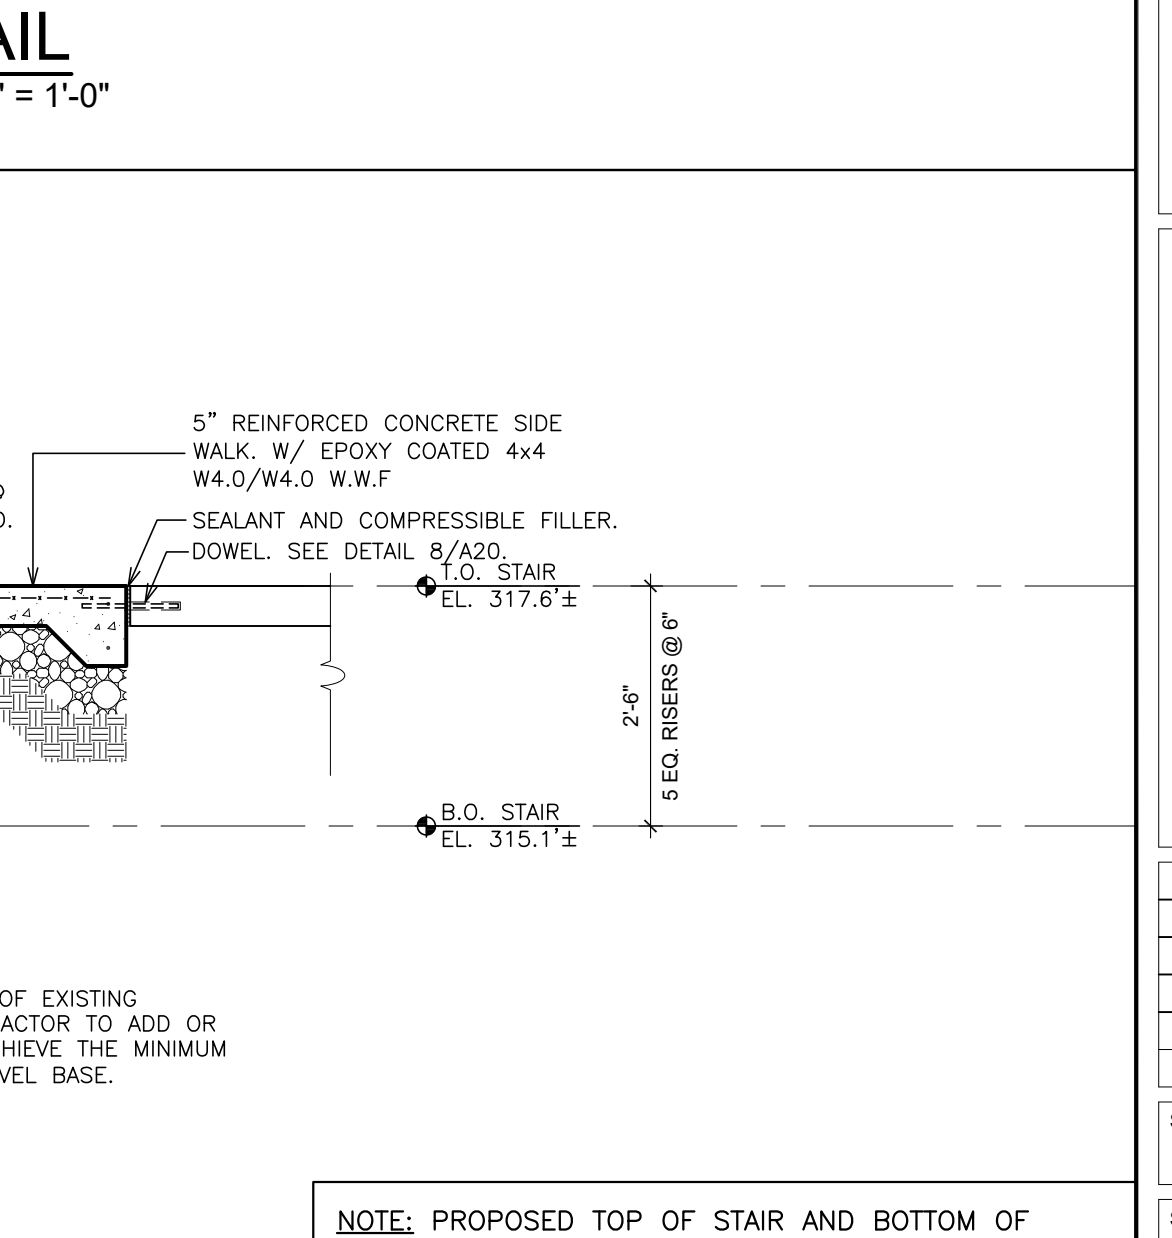 AIL
" = 1'-0"
5” REINFORCED CONCRETE SIDE
WALK. W/ EPOXY COATED 4x4
W4.0/W4.0 W.W.F
SEALANT AND COMPRESSIBLE FILLER.
DOWEL. SEE DETAIL 8/A20.
T.O. STAIR
EL. 317.6’±
2'-6"
5 EQ. RISERS @ 6"
B.O. STAIR
EL. 315.1’±
OF EXISTING
ACTOR TO ADD OR
HIEVE THE MINIMUM
VEL BASE.
NOTE: PROPOSED TOP OF STAIR AND BOTTOM OF